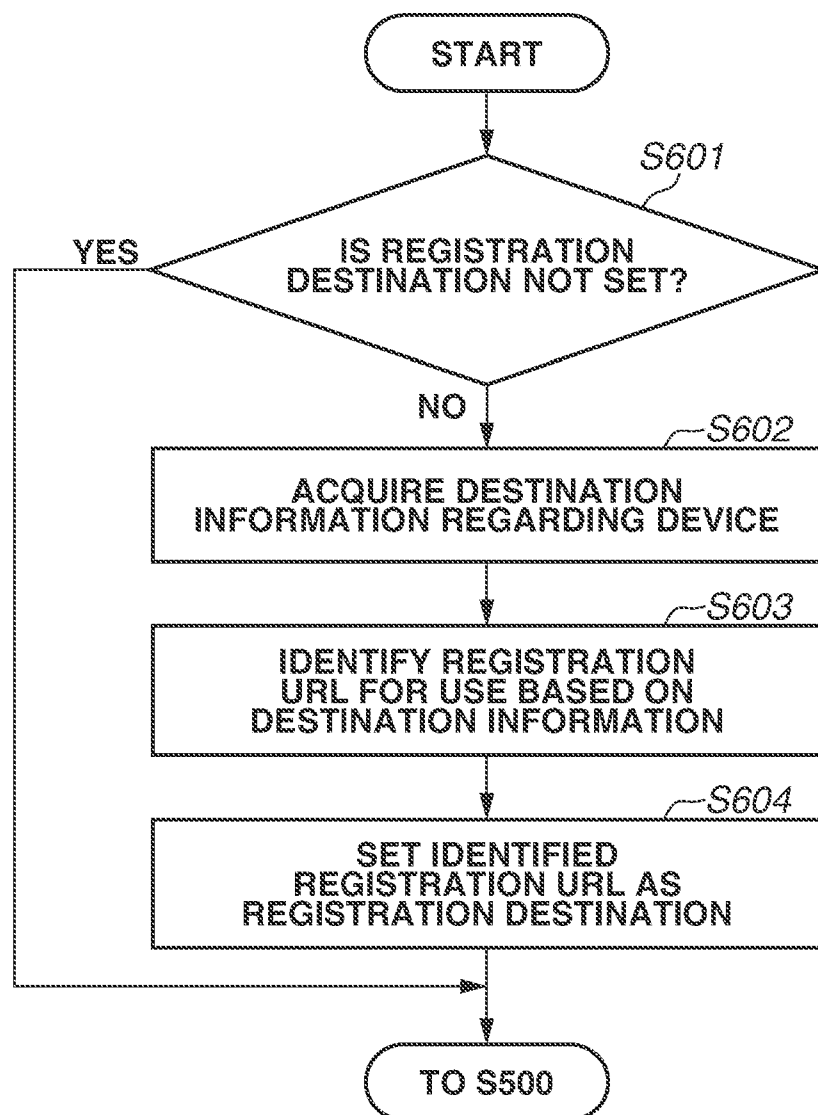 START
S601
IS REGISTRATION
DESTINATION NOT SET?
YES
NO
S602
ACQUIRE DESTINATION
INFORMATION REGARDING DEVICE
S603
IDENTIFY REGISTRATION
URL FOR USE BASED ON
DESTINATION INFORMATION
S604
SET IDENTIFIED
REGISTRATION URL AS
REGISTRATION DESTINATION
TO S500